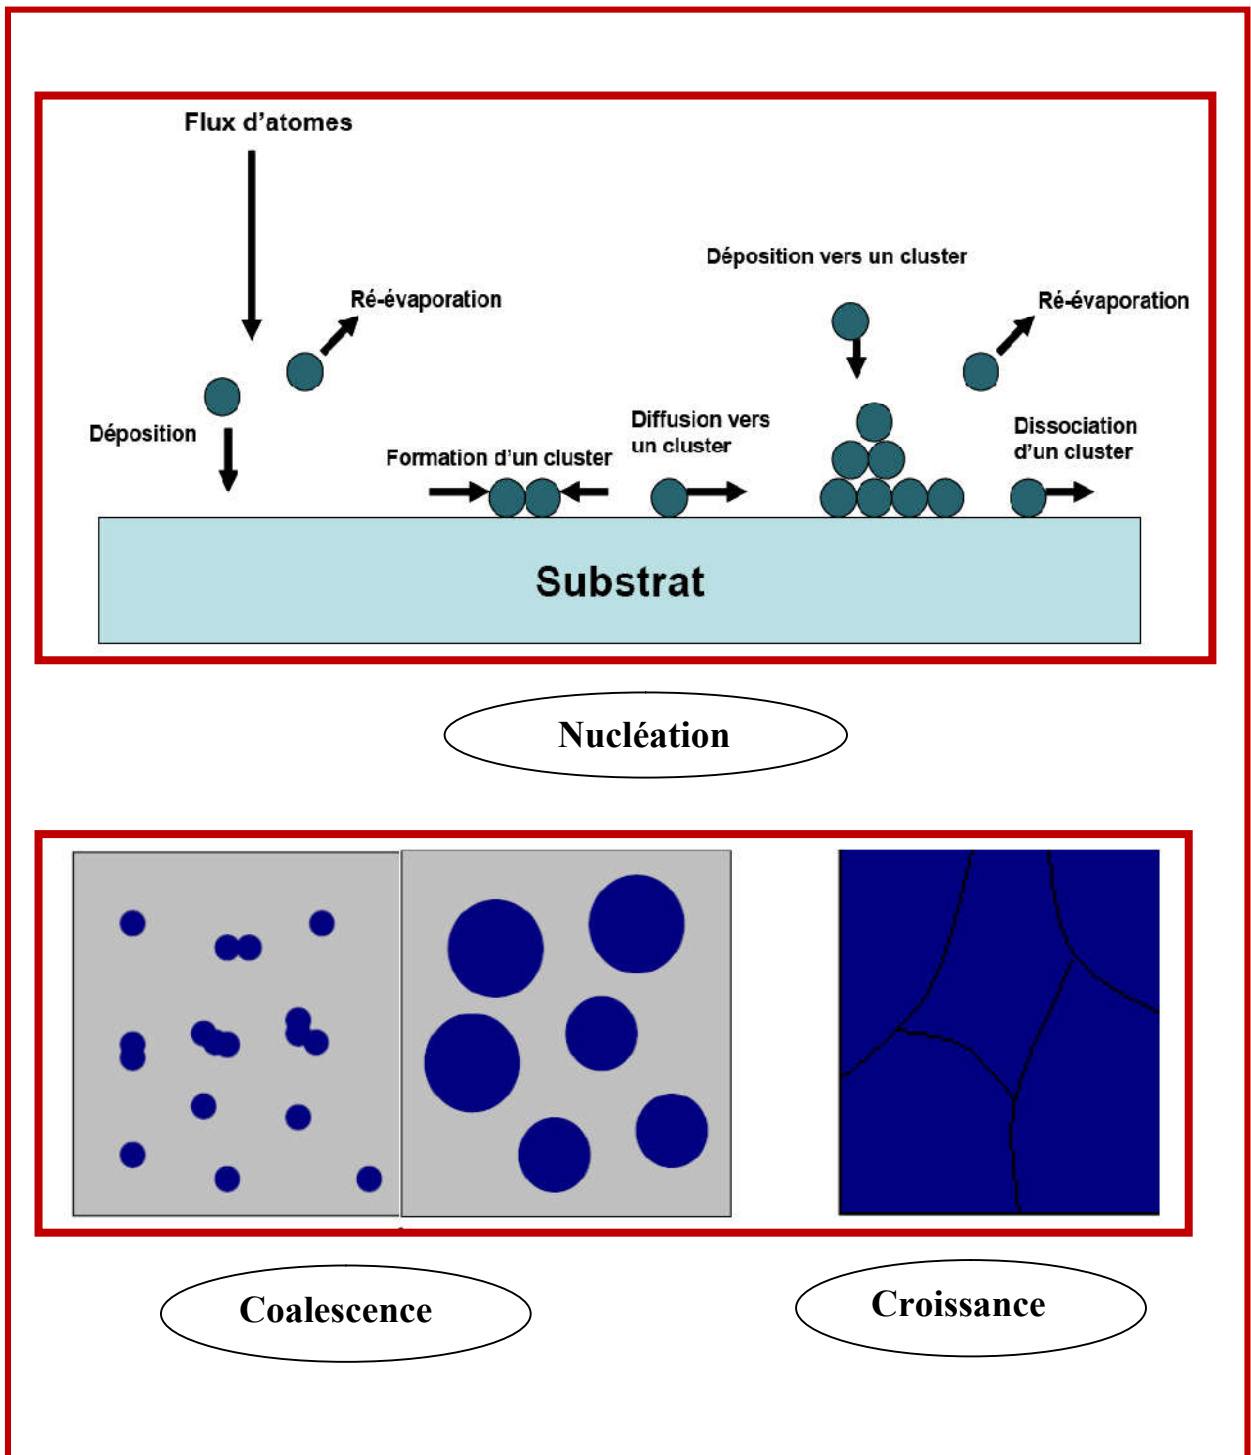 Flux d'atomes
Déposition vers un cluster
Ré-évaporation
Ré-évaporation
Déposition
Formation d'un cluster
Diffusion vers
un cluster
Dissociation
d'un cluster
Substrat
Nucléation
Coalescence
Croissance